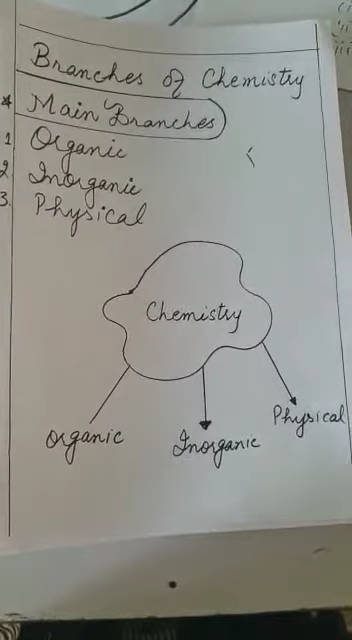 Branches of Chemistry
* Main Branches
1 Organic
2. Inorganic
3. Physical
Chemistry
Organic
Inorganic
Physical